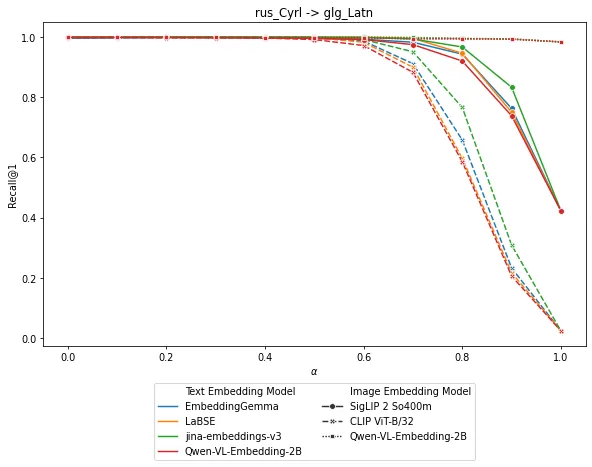 rus_Cyrl -> glg_Latn
Recall@1
1.0
0.8
0.6
0.4
0.2
0.0
0.0 0.2 0.4 0.6 0.8 1.0
α
Text Embedding Model
EmbeddingGemma
LaBSE
jina-embeddings-v3
Qwen-VL-Embedding-2B
Image Embedding Model
SigLIP 2 So400m
CLIP ViT-B/32
Qwen-VL-Embedding-2B